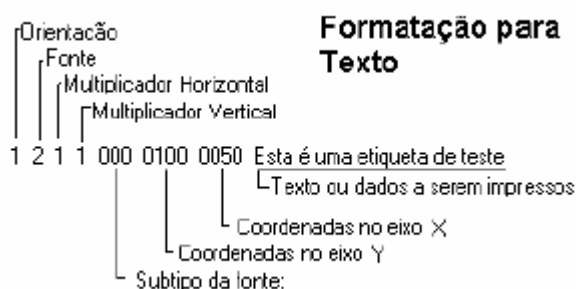 Orientacão
Formatação para
Texto
Fonte
Multiplicador Horizontal
Multiplicador Vertical
1 2 1 1 000 0100 0050 Esta é uma etiqueta de teste
Texto ou dados a serem impressos
Coordenadas no eixo X
Coordenadas no eixo Y
Subtipo da fonte: